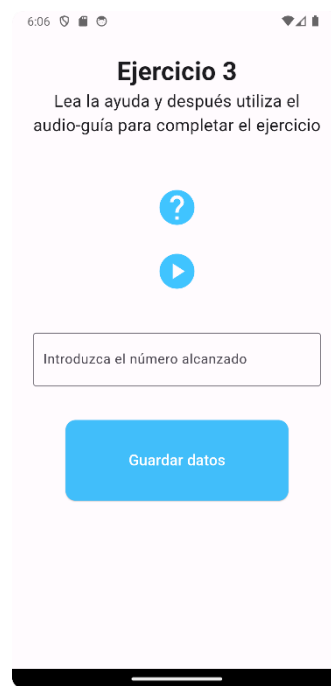 6:06
Ejercicio 3
Lea la ayuda y después utiliza el
audio-guía para completar el ejercicio
?
Introduzca el número alcanzado
Guardar datos